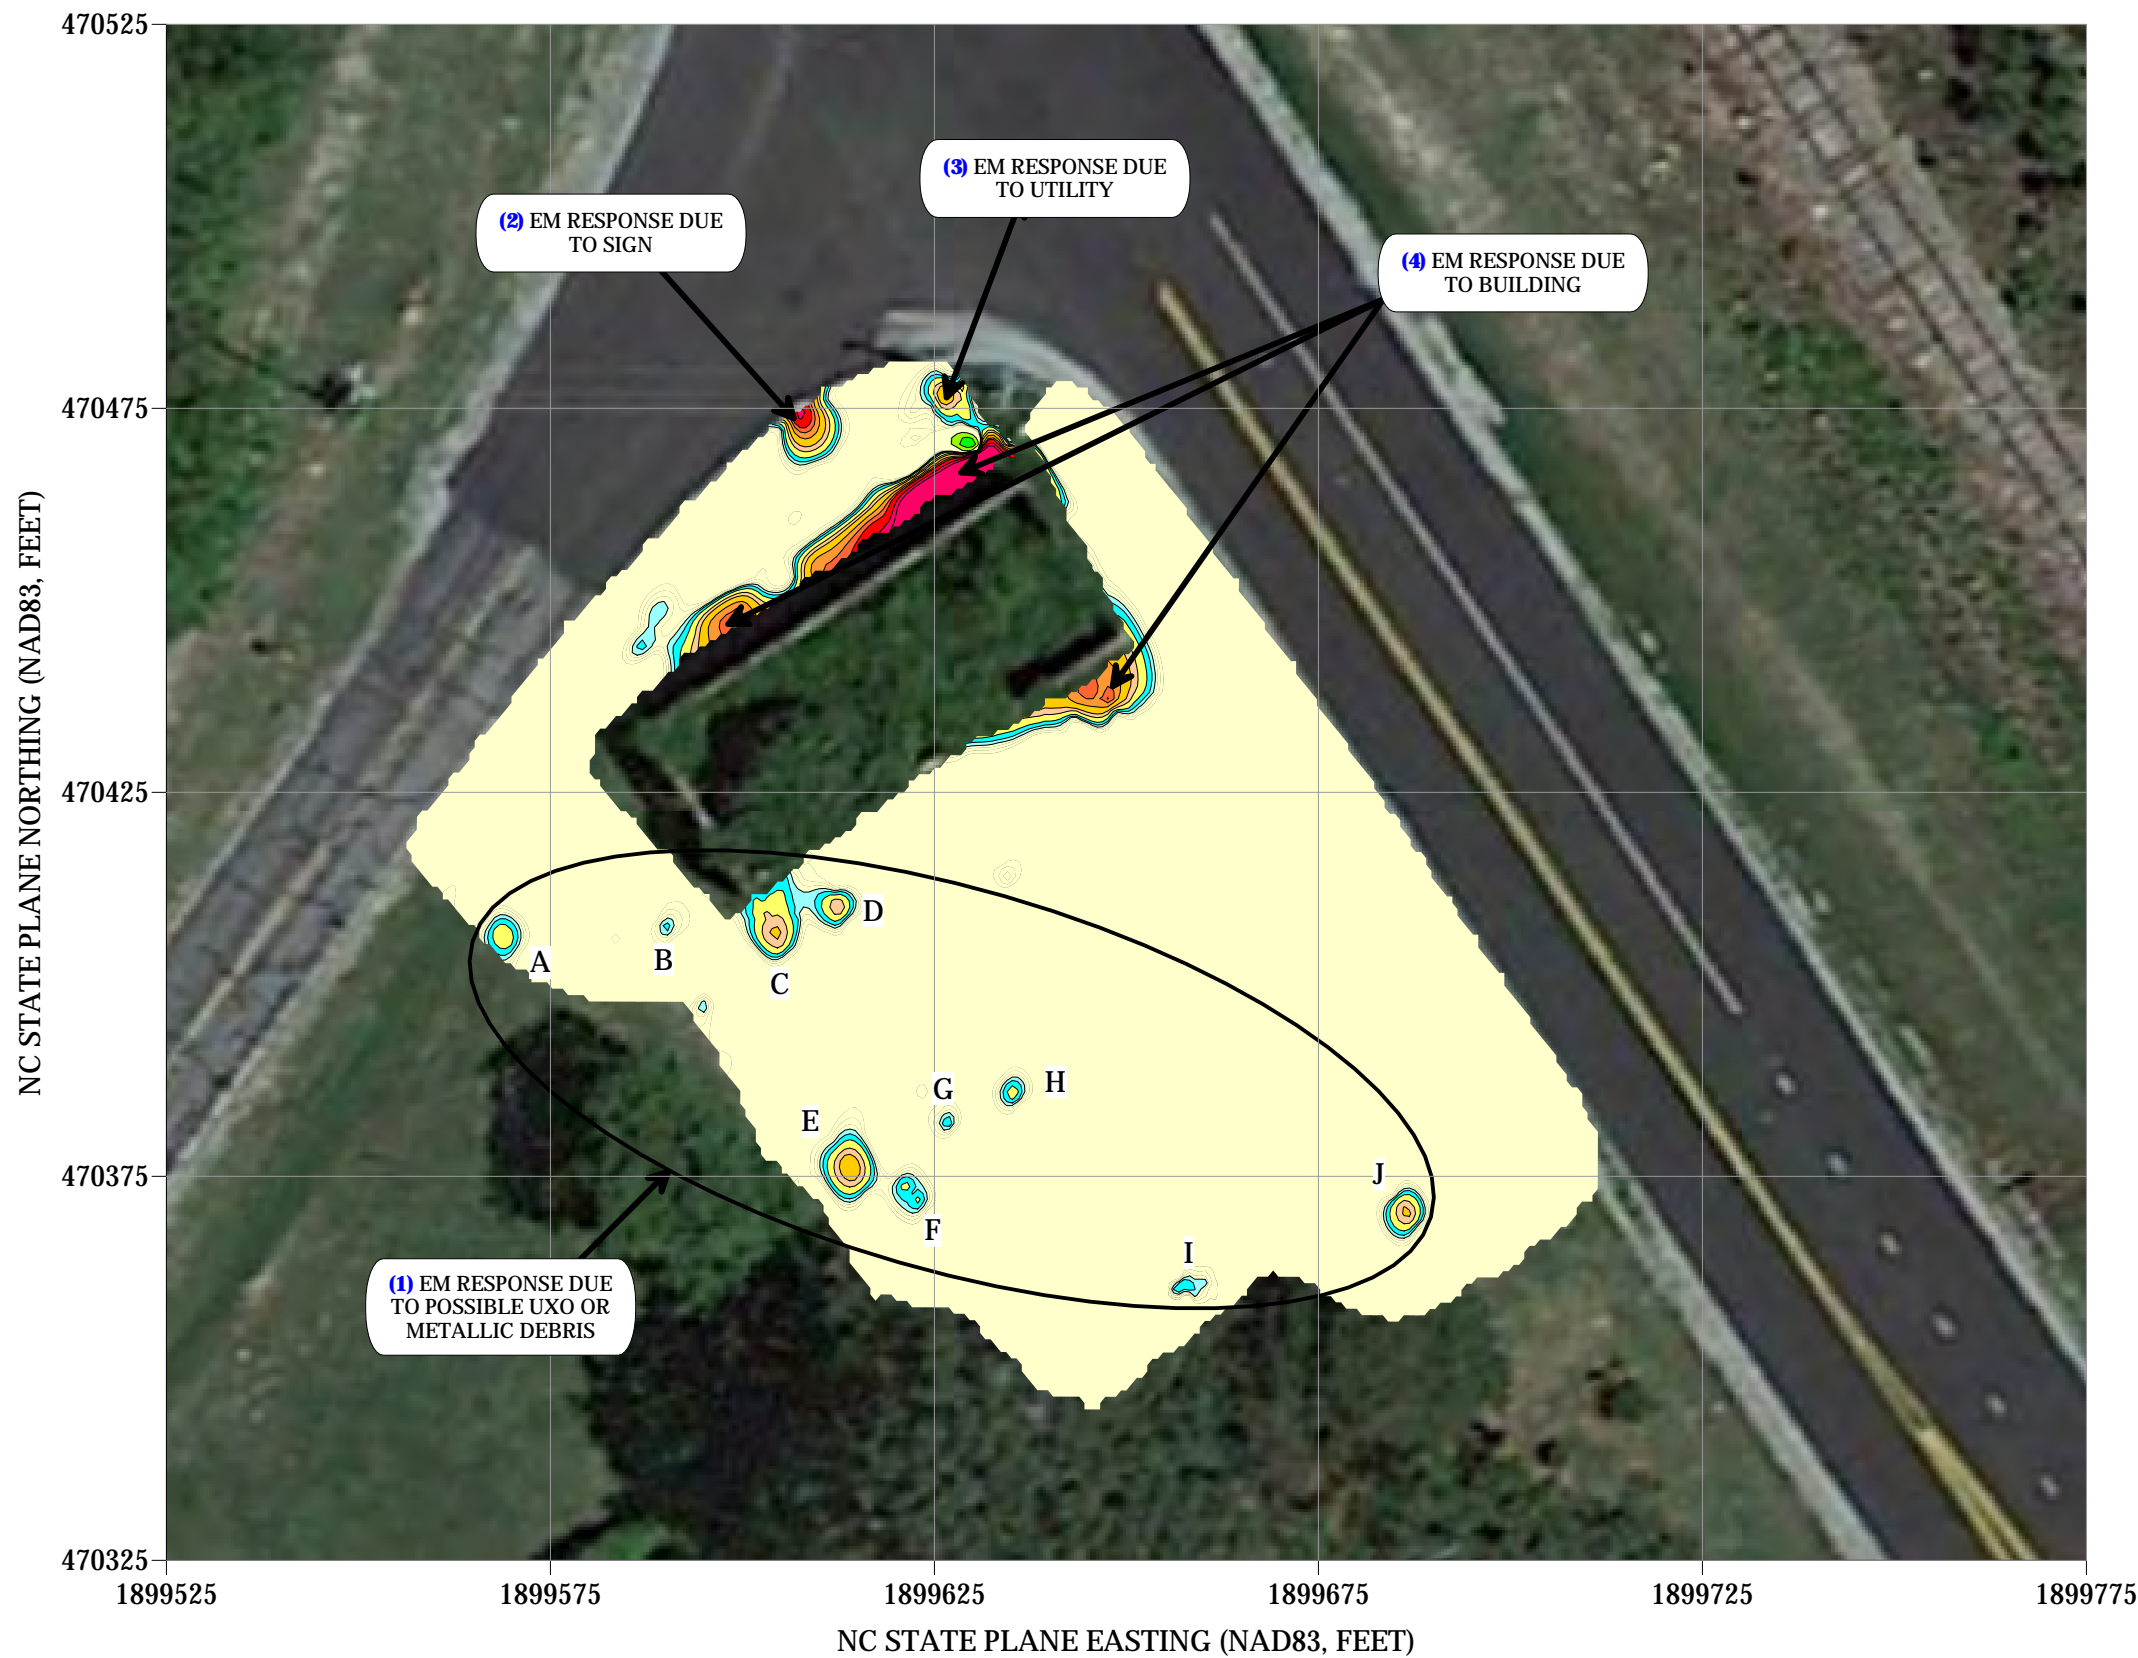 470525
(3) EM RESPONSE DUE
TO UTILITY
(2) EM RESPONSE DUE
TO SIGN
(4) EM RESPONSE DUE
TO BUILDING
470475
NC STATE PLANE NORTHING (NAD83, FEET)
470425
D
A
B
C
H
G
E
470375
J
F
I
(1) EM RESPONSE DUE
TO POSSIBLE UXO OR
METALLIC DEBRIS
470325
1899525
1899575
1899625
1899675
1899725
1899775
NC STATE PLANE EASTING (NAD83, FEET)